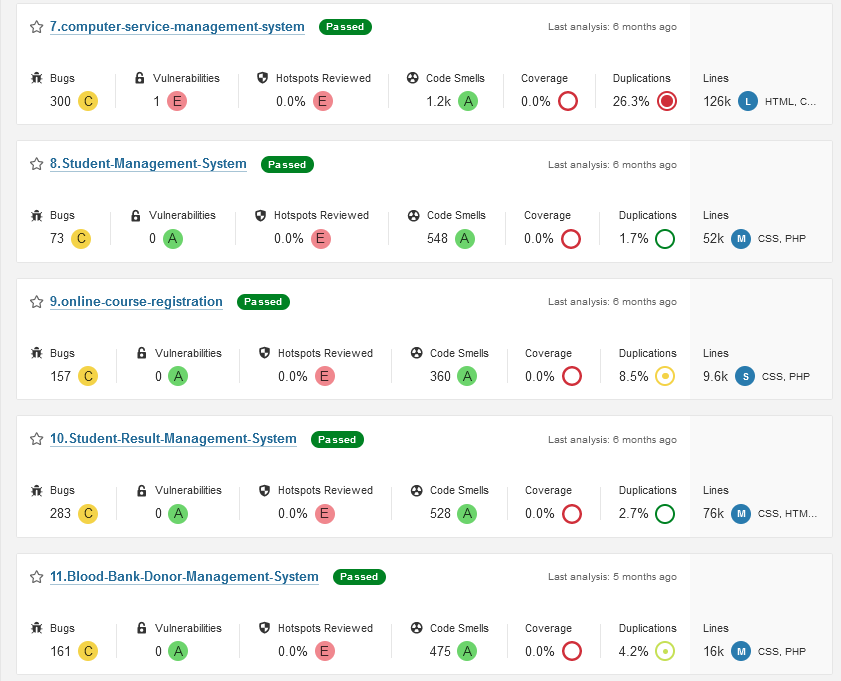 7.computer-service-management-system Passed Last analysis: 6 months ago
Bugs Vulnerabilities Hotspots Reviewed Code Smells Coverage Duplications Lines
300 C 1 E 0.0% E 1.2k A 0.0% 26.3% 126k L HTML, C...
8.Student-Management-System Passed Last analysis: 6 months ago
Bugs Vulnerabilities Hotspots Reviewed Code Smells Coverage Duplications Lines
73 C 0 A 0.0% E 548 A 0.0% 1.7% 52k M CSS, PHP
9.online-course-registration Passed Last analysis: 6 months ago
Bugs Vulnerabilities Hotspots Reviewed Code Smells Coverage Duplications Lines
157 C 0 A 0.0% E 360 A 0.0% 8.5% 9.6k S CSS, PHP
10.Student-Result-Management-System Passed Last analysis: 6 months ago
Bugs Vulnerabilities Hotspots Reviewed Code Smells Coverage Duplications Lines
283 C 0 A 0.0% E 528 A 0.0% 2.7% 76k M CSS, HTM...
11.Blood-Bank-Donor-Management-System Passed Last analysis: 5 months ago
Bugs Vulnerabilities Hotspots Reviewed Code Smells Coverage Duplications Lines
161 C 0 A 0.0% E 475 A 0.0% 4.2% 16k M CSS, PHP